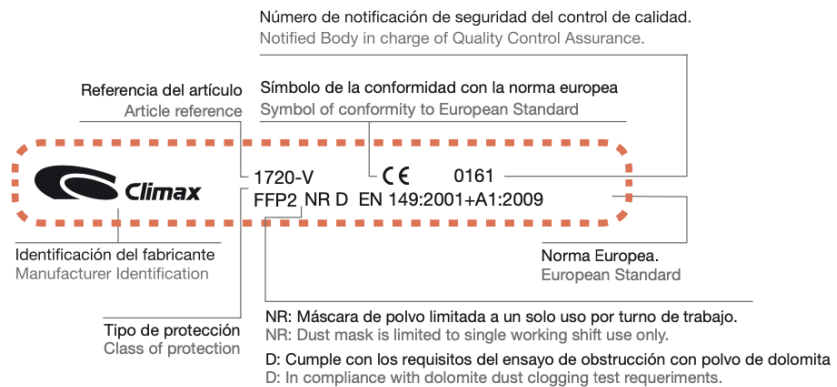 Número de notificación de seguridad del control de calidad.
Notified Body in charge of Quality Control Assurance.
Referencia del artículo
Article reference
Símbolo de la conformidad con la norma europea
Symbol of conformity to European Standard
Climax
1720-V CE 0161
FFP2 NR D EN 149:2001+A1:2009
Identificación del fabricante
Manufacturer Identification
Norma Europea.
European Standard
Tipo de protección
Class of protection
NR: Máscara de polvo limitada a un solo uso por turno de trabajo.
NR: Dust mask is limited to single working shift use only.
D: Cumple con los requisitos del ensayo de obstrucción con polvo de dolomita
D: In compliance with dolomite dust clogging test requeriments.